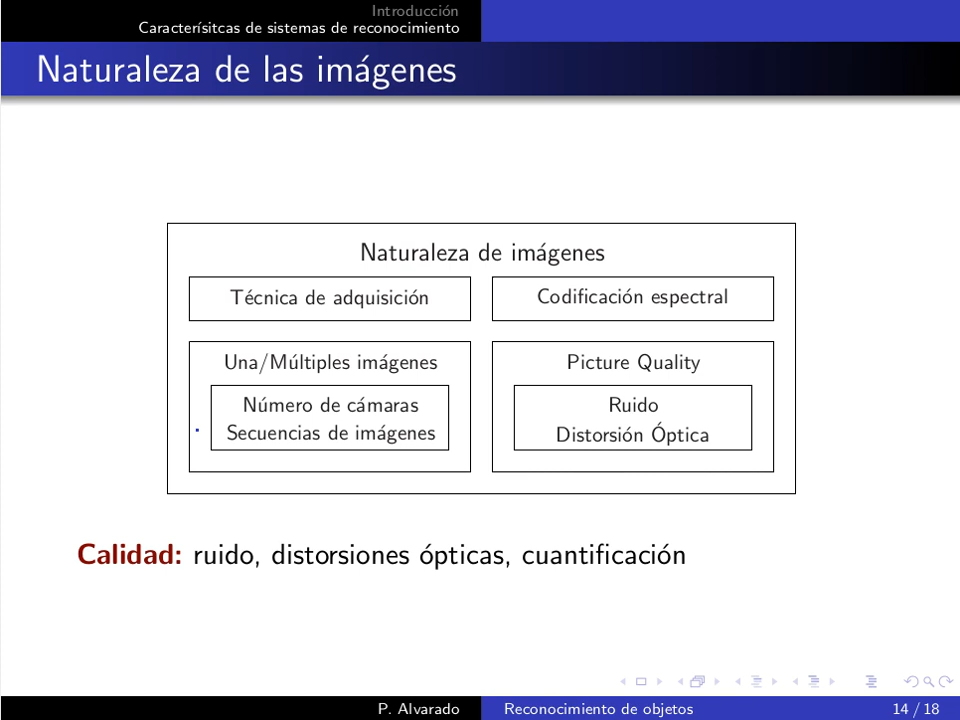 Introducción
Caracterísitcas de sistemas de reconocimiento
Naturaleza de las imágenes
Naturaleza de imágenes
Técnica de adquisición
Codificación espectral
Una/Múltiples imágenes
Número de cámaras
Secuencias de imágenes
Picture Quality
Ruido
Distorsión Óptica
Calidad: ruido, distorsiones ópticas, cuantificación
P. Alvarado
Reconocimiento de objetos
14 / 18